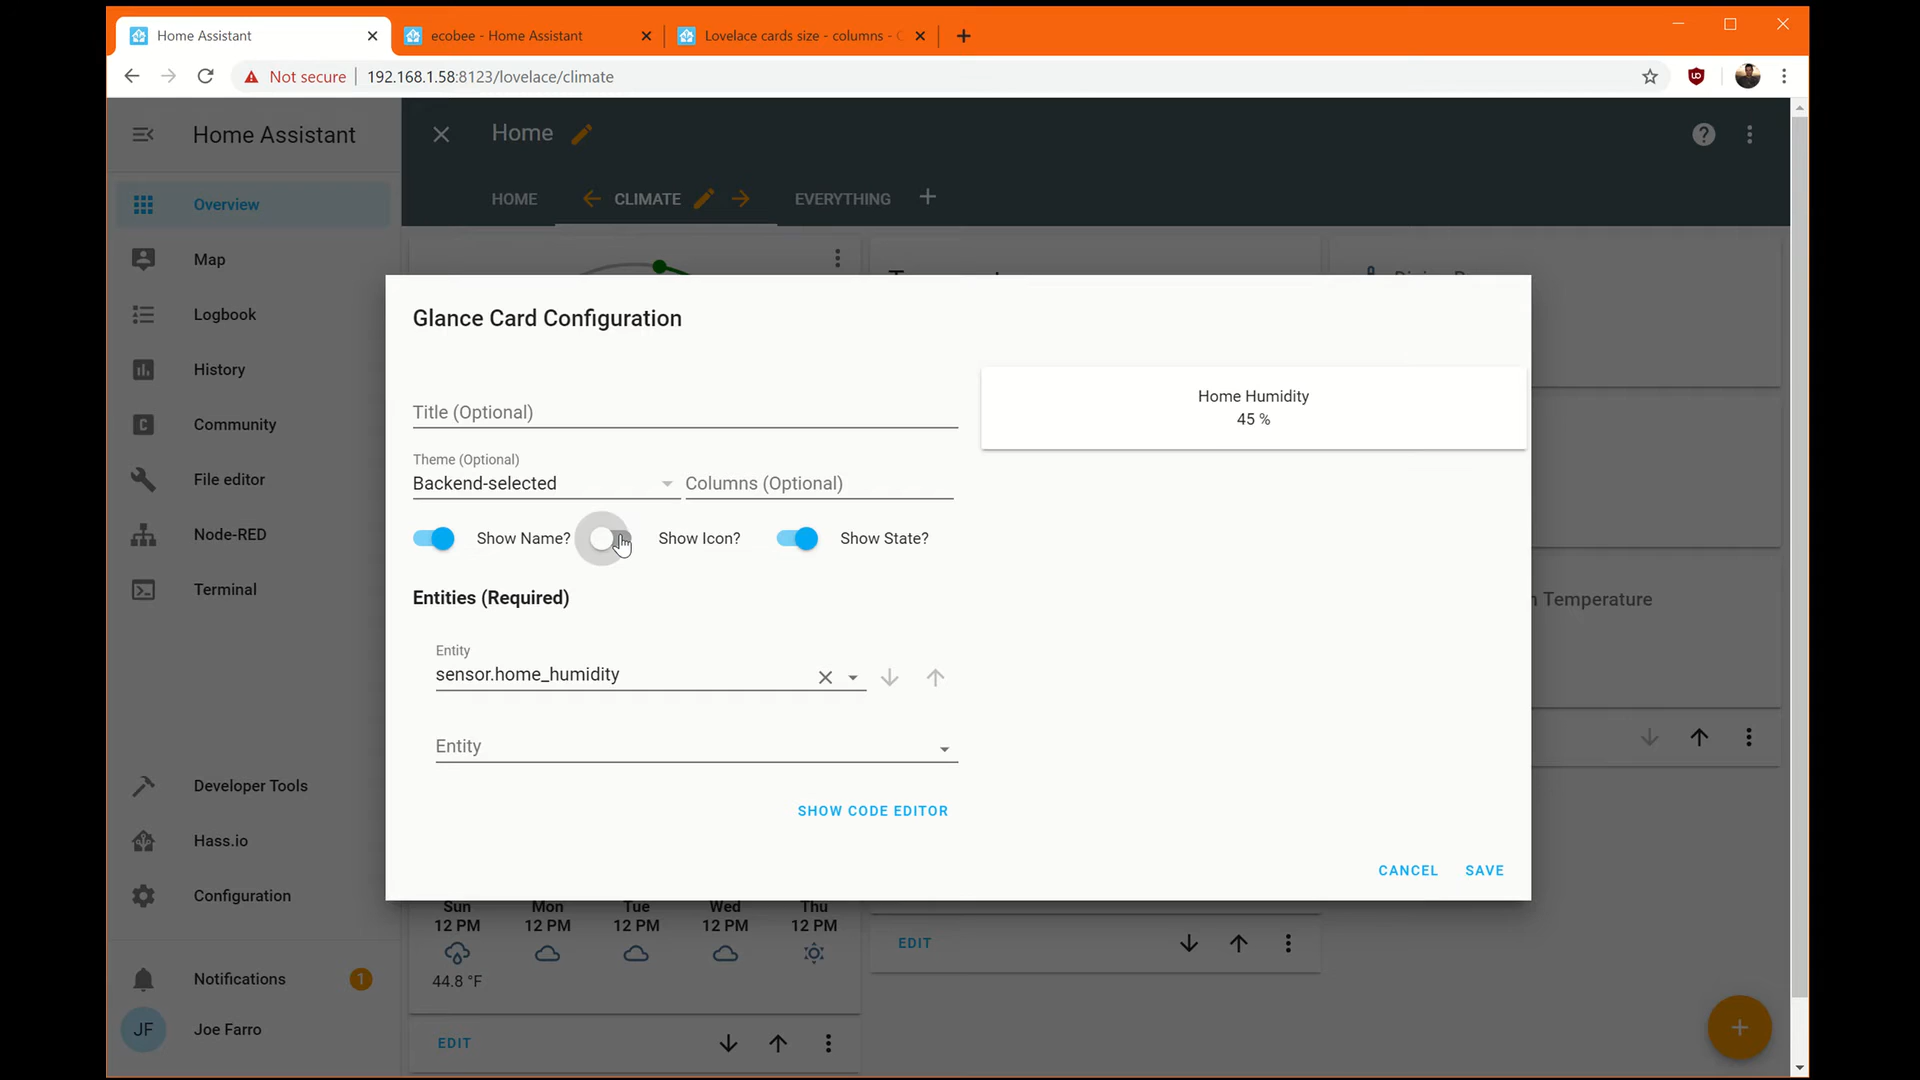 Home Assistant
ecobee - Home Assistant
Lovelace cards size - columns -
Not secure
192.168.1.58:8123/lovelace/climate
Home Assistant
Home
HOME
CLIMATE
EVERYTHING
Overview
Map
Logbook
History
Community
File editor
Node-RED
Terminal
Developer Tools
Hass.io
Configuration
Notifications
1
JF
Joe Farro
Glance Card Configuration
Title (Optional)
Theme (Optional)
Backend-selected
Columns (Optional)
Show Name?
Show Icon?
Show State?
Entities (Required)
Entity
sensor.home_humidity
Entity
SHOW CODE EDITOR
Home Humidity
45 %
CANCEL
SAVE
Temperature
Sun
Mon
Tue
Wed
Thu
12 PM
12 PM
12 PM
12 PM
12 PM
44.8 °F
EDIT
EDIT